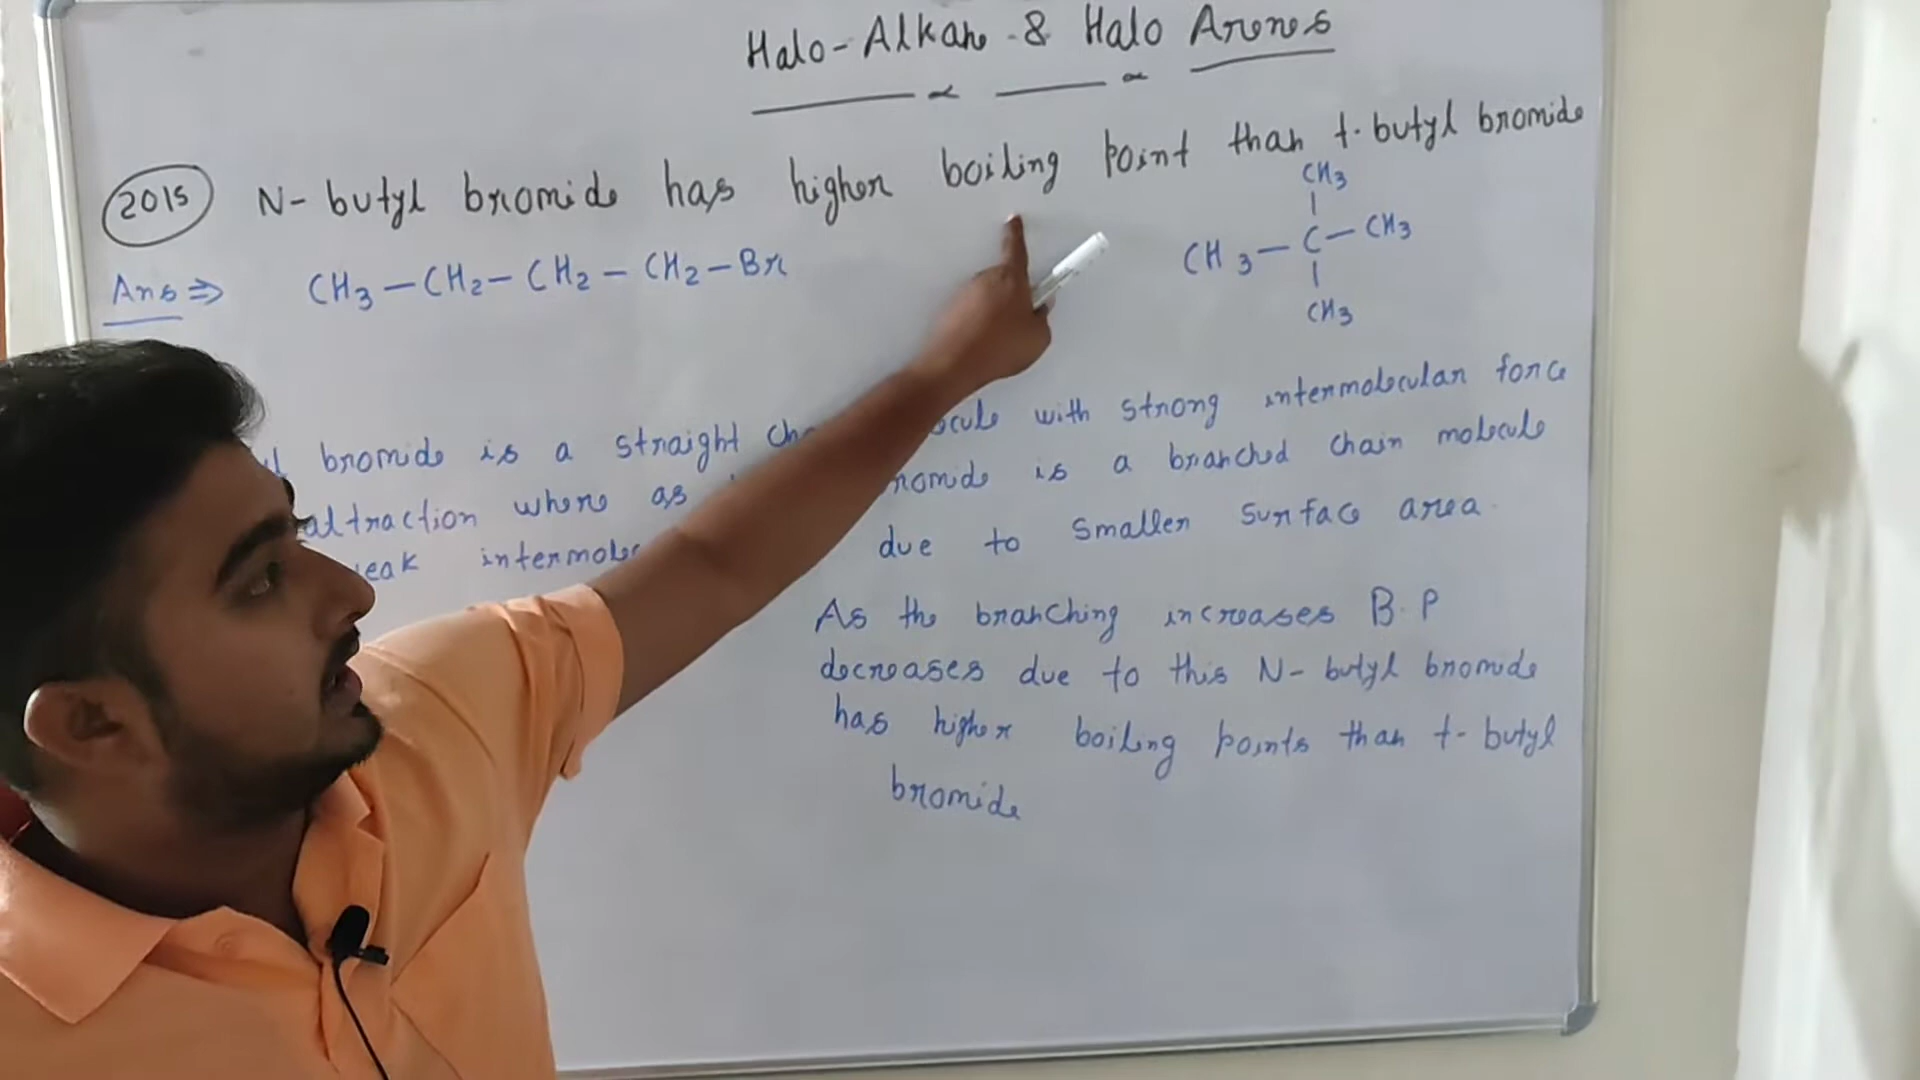 Halo-Alkane & Halo Arenes
2015 N-butyl bromide has higher boiling point than t-butyl bromide
Ans ⇒ CH3-CH2-CH2-CH2-Br
CH3
CH3-C-CH3
CH3
bromide is a straight with strong intermolecular force
attraction where as is a branched chain molecule
due to smaller surface area.
As the branching increases B.P
decreases due to this N-butyl bromide
has higher boiling points than t-butyl
bromide